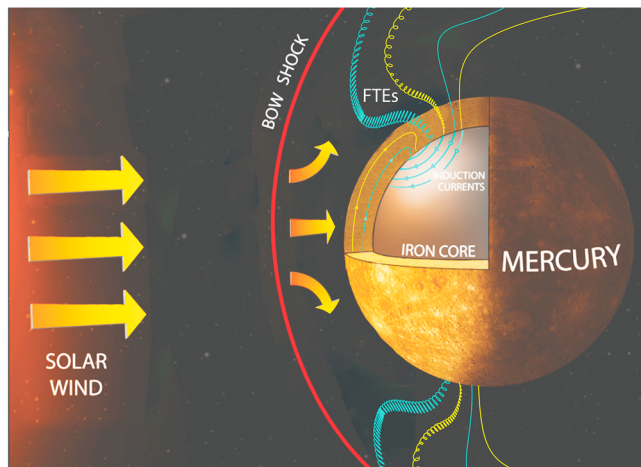 BOW SHOCK
FTEs
INDUCTION
CURRENTS
IRON CORE
MERCURY
SOLAR
WIND